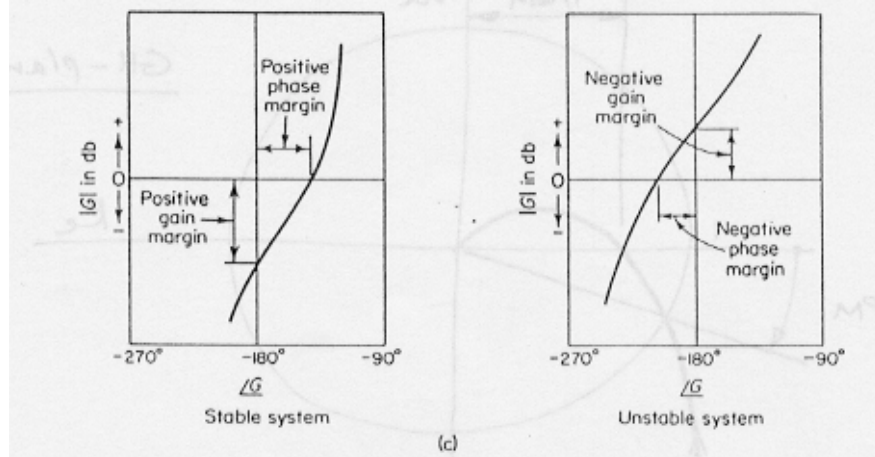 Positive
phase
margin
+
|G| in db
0
−
Positive
gain
margin
−270°
−180°
−90°
/G
Stable system
Negative
gain
margin
+
|G| in db
0
−
Negative
phase
margin
−270°
−180°
−90°
/G
Unstable system
(c)